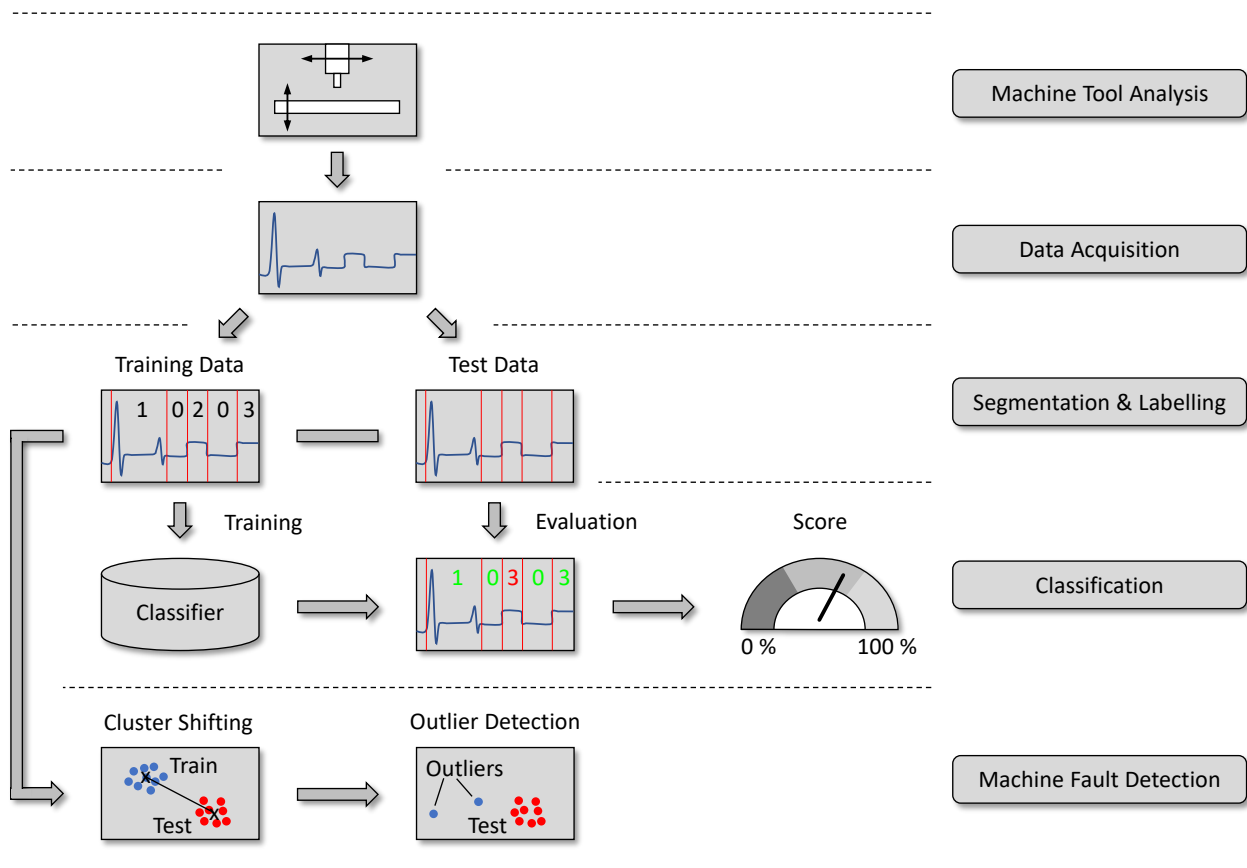 Machine Tool Analysis
Data Acquisition
Training Data
Test Data
1 0 2 0 3
Segmentation & Labelling
Training
Evaluation
Score
Classifier
1 0 3 0 3
0 %
100 %
Classification
Cluster Shifting
Outlier Detection
Train
X
X
Test
Outliers
Test
Machine Fault Detection